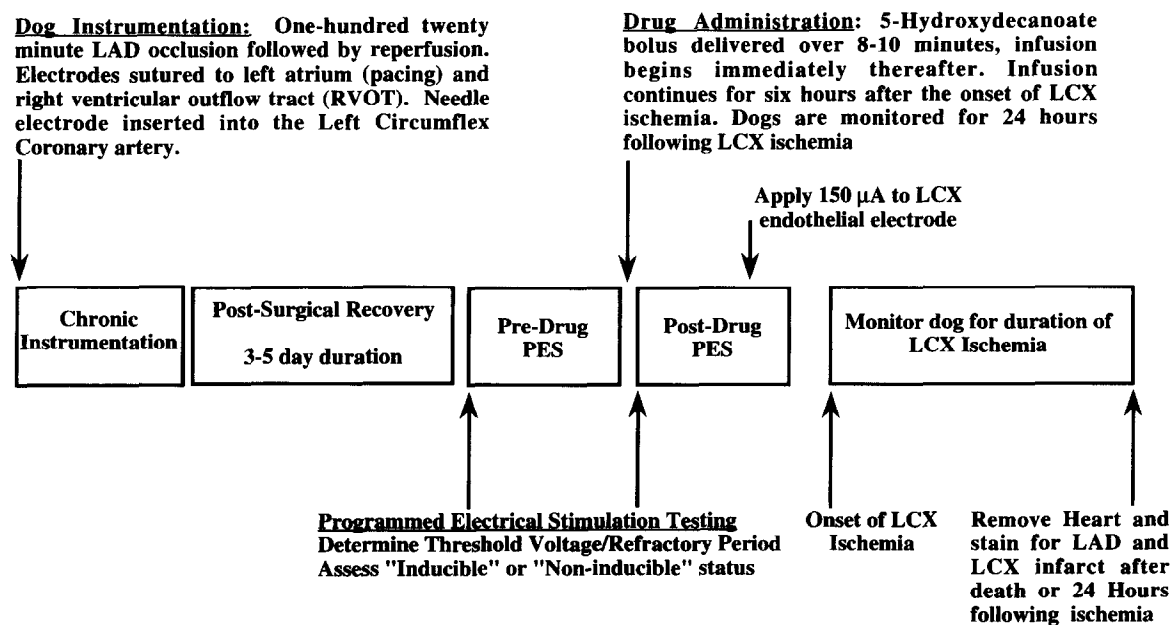 Dog Instrumentation: One-hundred twenty
minute LAD occlusion followed by reperfusion.
Electrodes sutured to left atrium (pacing) and
right ventricular outflow tract (RVOT). Needle
electrode inserted into the Left Circumflex
Coronary artery.
Drug Administration: 5-Hydroxydecanoate
bolus delivered over 8-10 minutes, infusion
begins immediately thereafter. Infusion
continues for six hours after the onset of LCX
ischemia. Dogs are monitored for 24 hours
following LCX ischemia
Apply 150 μA to LCX
endothelial electrode
Chronic
Instrumentation
Post-Surgical Recovery
3-5 day duration
Pre-Drug
PES
Post-Drug
PES
Monitor dog for duration of
LCX Ischemia
Programmed Electrical Stimulation Testing
Determine Threshold Voltage/Refractory Period
Assess "Inducible" or "Non-inducible" status
Onset of LCX
Ischemia
Remove Heart and
stain for LAD and
LCX infarct after
death or 24 Hours
following ischemia